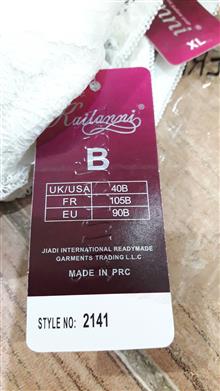 Kailanni®
B
UK/USA 40B
FR 105B
EU 90B
JIADI INTERNATIONAL READYMADE
GARMENTS TRADING L.L.C
MADE IN PRC
STYLE NO: 2141
XL